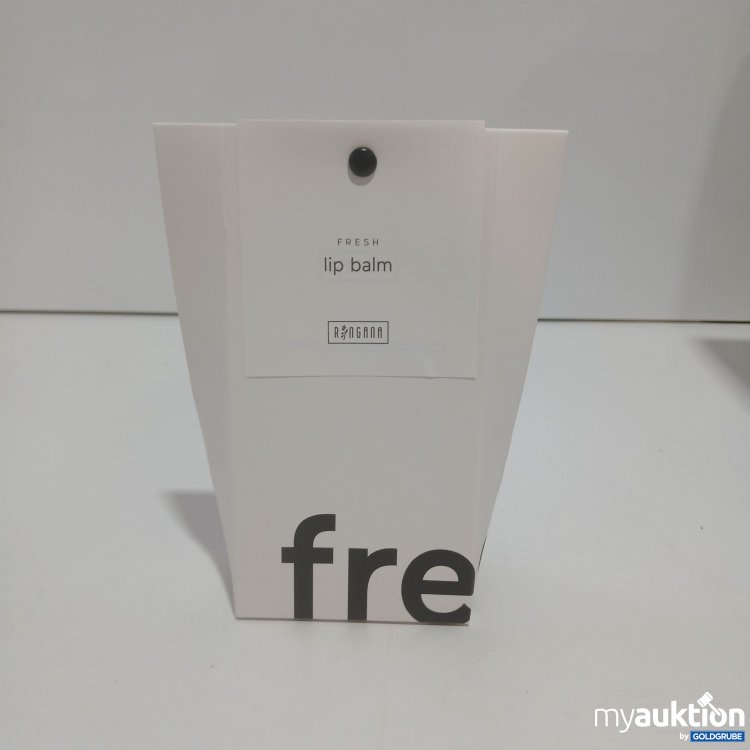 FRESH
lip balm
RINGANA
fre
myauktion
by GOLDGRUBE